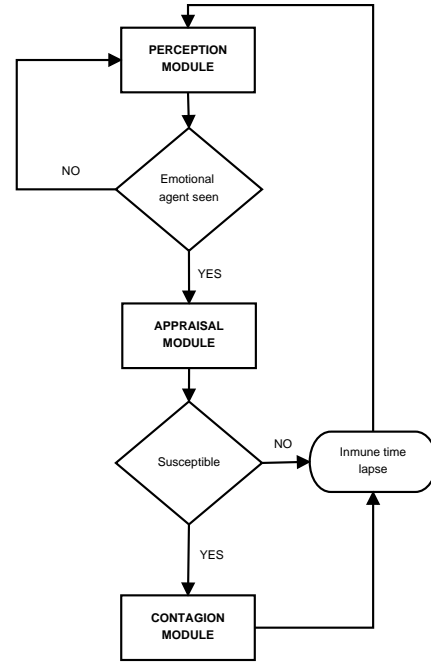 PERCEPTION
MODULE
NO
Emotional
agent seen
YES
APPRAISAL
MODULE
NO
Susceptible
Inmune time
lapse
YES
CONTAGION
MODULE